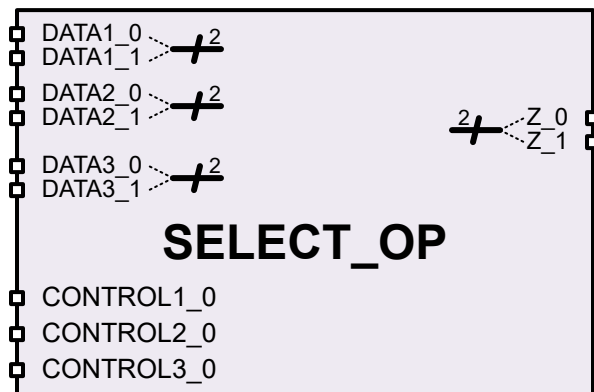 DATA1_0
DATA1_1
2
DATA2_0
DATA2_1
2
DATA3_0
DATA3_1
2
2
Z_0
Z_1
SELECT_OP
CONTROL1_0
CONTROL2_0
CONTROL3_0